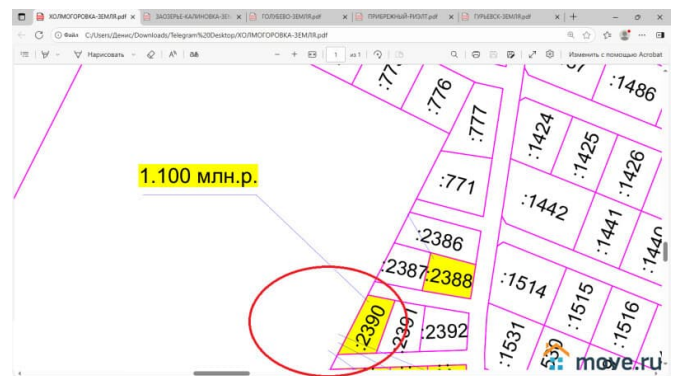 ХОЛМОГОРОВКА-ЗЕМЛЯ.pdf
ЗАОЗЕРЬЕ-КАЛИНОВКА-ЗЕ
ГОЛУБЕВО-ЗЕМЛЯ.pdf
ПРИБРЕЖНЫЙ-РИЭЛТ.pdf
ГУРЬЕВСК-ЗЕМЛЯ.pdf
Файл C:/Users/Денис/Downloads/Telegram%20Desktop/ХОЛМОГОРОВКА-ЗЕМЛЯ.pdf
Нарисовать
1 из 1
Изменить с помощью Acrobat
:776
:777
:1486
:1424
:1425
:1426
1.100 млн.р.
:771
:1442
:1441
:2386
:2387
:2388
:1514
:1515
:1516
:2390
:2391
:2392
:1531
move.ru